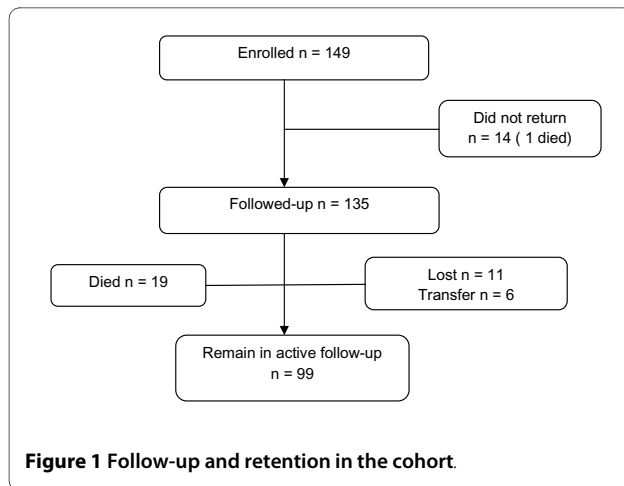 Enrolled n = 149
Did not return
n = 14 ( 1 died)
Followed-up n = 135
Died n = 19
Lost n = 11
Transfer n = 6
Remain in active follow-up
n = 99
Figure 1 Follow-up and retention in the cohort.